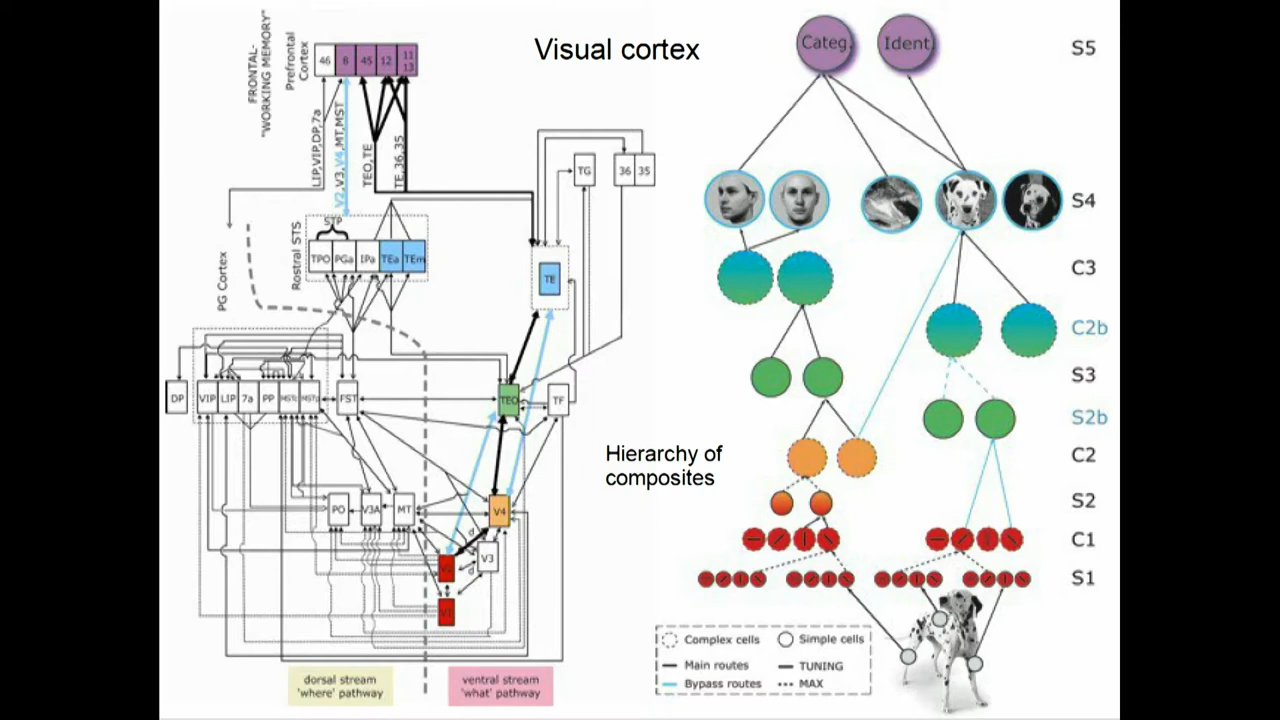 Visual cortex
FRONTAL-
"WORKING MEMORY"
Prefrontal
Cortex
46 8 45 12 11
13
LIP,VIP,DP,7a
V2,V3,V4,MT,MST
TEO,TE
TE,36,35
TG
36 35
PG Cortex
Rostral STS
STP
TPO PGa IPa TEa TEm
TE
DP VIP LIP 7a PP FST
TEO TF
PO V3A MT V4
V3
d
d
dorsal stream
'where' pathway
ventral stream
'what' pathway
Hierarchy of
composites
Categ. Ident.
S5
S4
C3
C2b
S3
S2b
C2
S2
C1
S1
Complex cells
Simple cells
Main routes
TUNING
Bypass routes
MAX